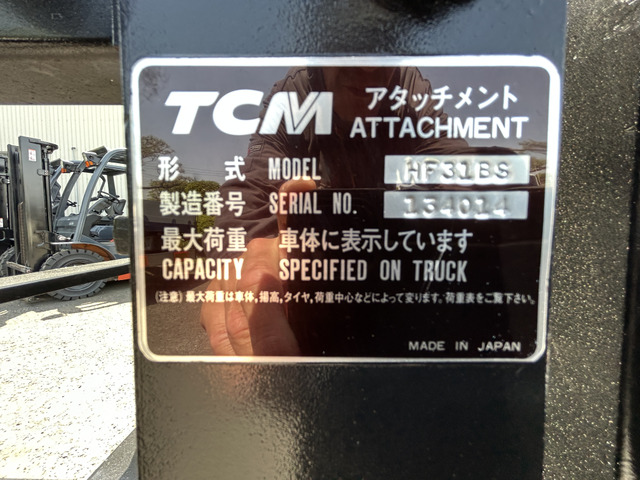 TCM アタッチメント
ATTACHMENT
形 式 MODEL HF31BS
製造番号 SERIAL NO. 134014
最大荷重 車体に表示しています
CAPACITY SPECIFIED ON TRUCK
(注意) 最大荷重は車体,揚高,タイヤ,荷重中心などによって変ります。荷重表をご覧下さい。
MADE IN JAPAN